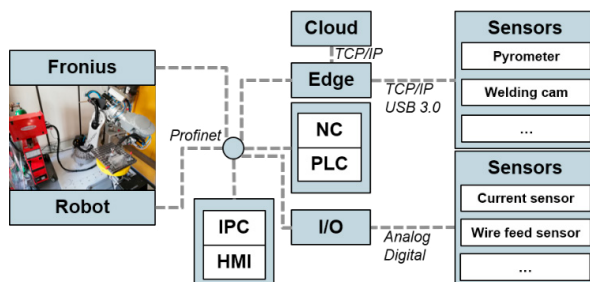 Cloud
TCP/IP
Fronius
Edge
TCP/IP
USB 3.0
Sensors
Pyrometer
Welding cam
...
Profinet
NC
PLC
Robot
IPC
HMI
I/O
Analog
Digital
Sensors
Current sensor
Wire feed sensor
...